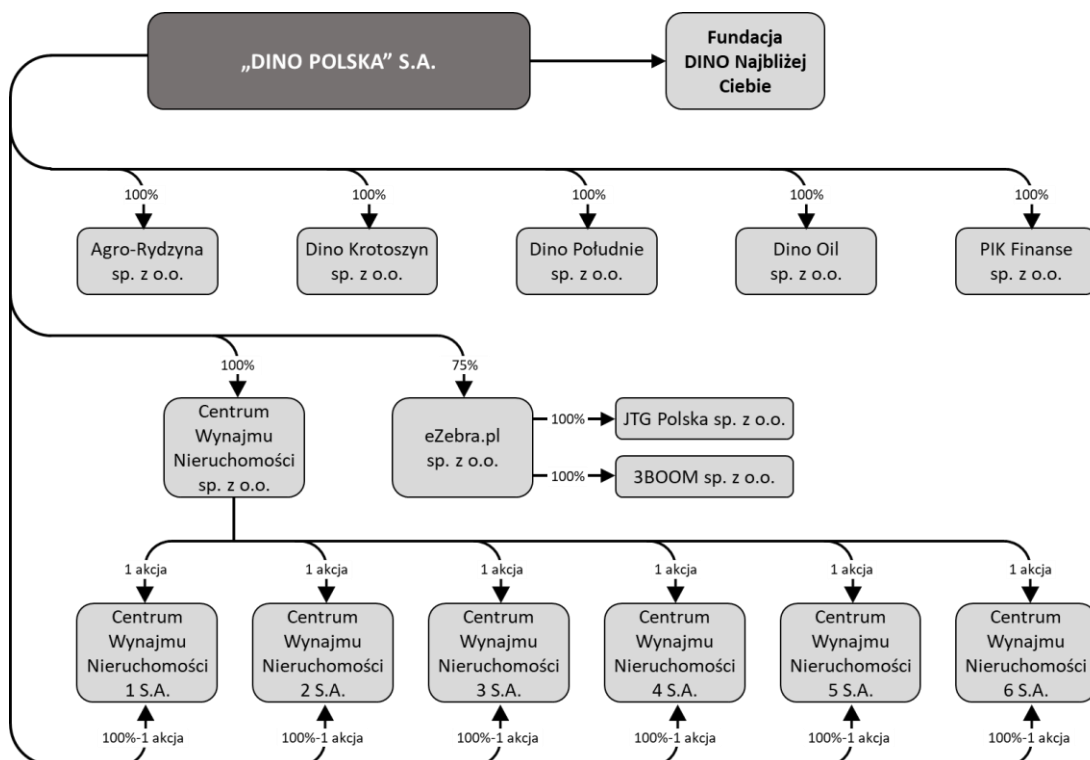 „DINO POLSKA” S.A.
Fundacja
DINO Najbliżej
Ciebie
100%
100%
100%
100%
100%
Agro-Rydzyna
sp. z o.o.
Dino Krotoszyn
sp. z o.o.
Dino Południe
sp. z o.o.
Dino Oil
sp. z o.o.
PIK Finanse
sp. z o.o.
100%
75%
Centrum
Wynajmu
Nieruchomości
sp. z o.o.
eZebra.pl
sp. z o.o.
100%
JTG Polska sp. z o.o.
100%
3BOOM sp. z o.o.
1 akcja
1 akcja
1 akcja
1 akcja
1 akcja
1 akcja
Centrum
Wynajmu
Nieruchomości
1 S.A.
Centrum
Wynajmu
Nieruchomości
2 S.A.
Centrum
Wynajmu
Nieruchomości
3 S.A.
Centrum
Wynajmu
Nieruchomości
4 S.A.
Centrum
Wynajmu
Nieruchomości
5 S.A.
Centrum
Wynajmu
Nieruchomości
6 S.A.
100%-1 akcja
100%-1 akcja
100%-1 akcja
100%-1 akcja
100%-1 akcja
100%-1 akcja